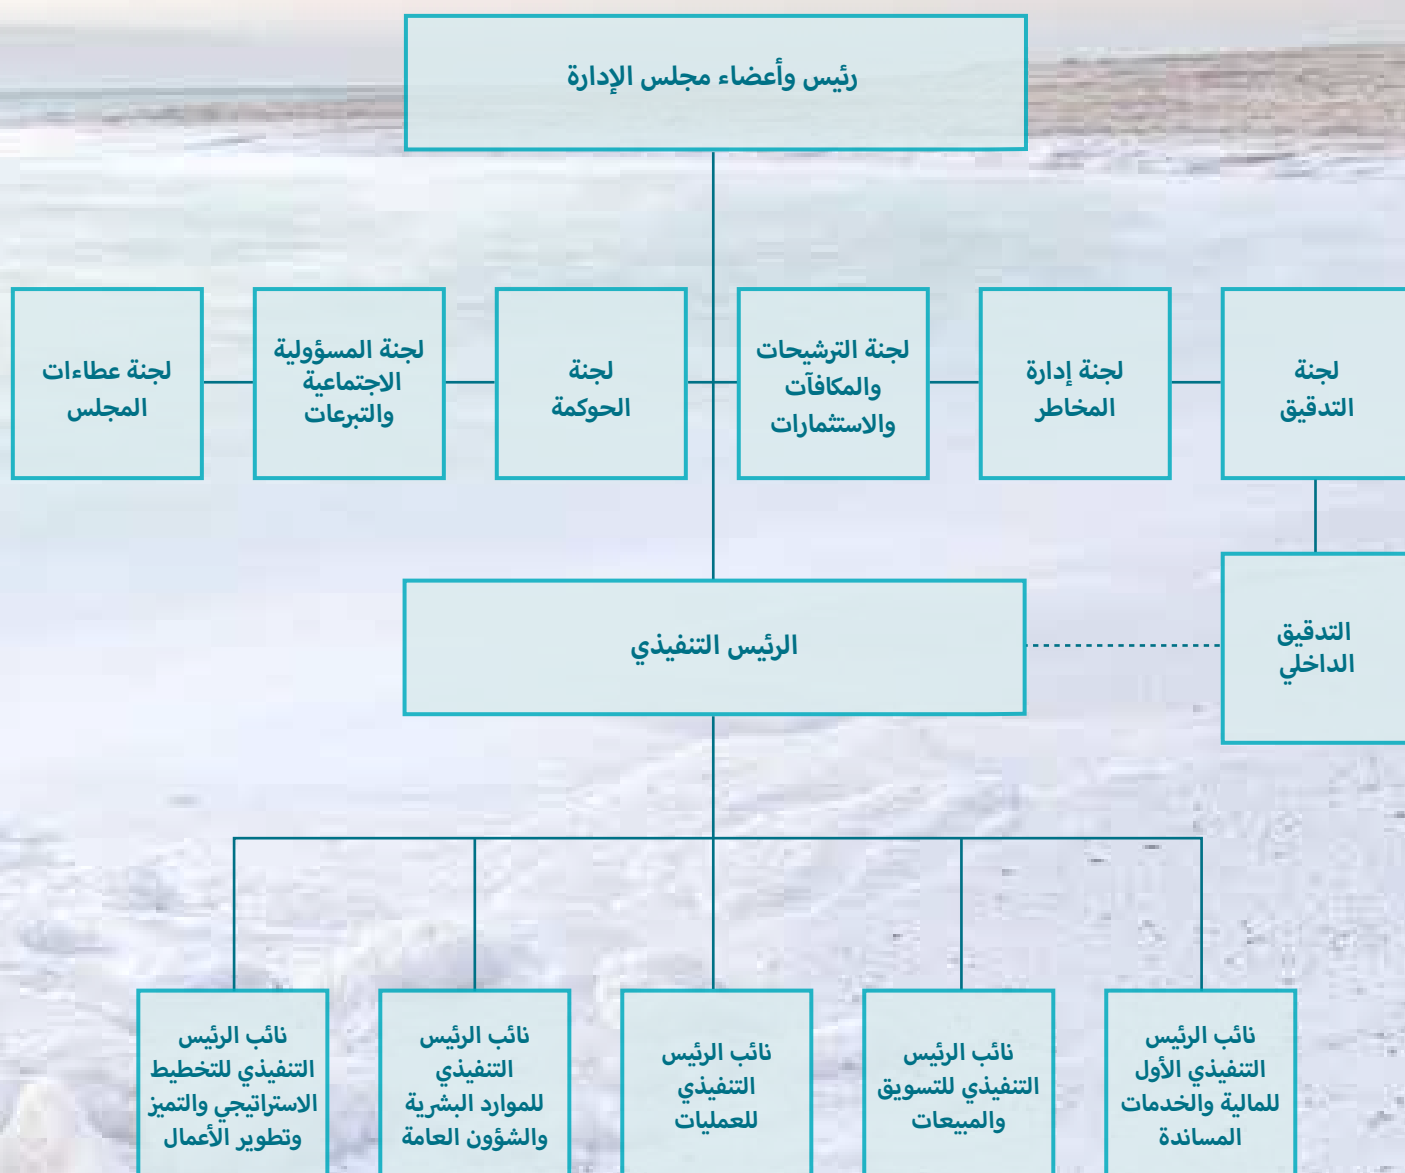 رئيس وأعضاء مجلس الإدارة
لجنة
التدقيق
لجنة إدارة
المخاطر
لجنة الترشيحات
والمكافآت
والاستثمارات
لجنة
الحوكمة
لجنة المسؤولية
الاجتماعية
والتبرعات
لجنة عطاءات
المجلس
التدقيق
الداخلي
الرئيس التنفيذي
نائب الرئيس
التنفيذي الأول
للمالية والخدمات
المساندة
نائب الرئيس
التنفيذي للتسويق
والمبيعات
نائب الرئيس
التنفيذي
للعمليات
نائب الرئيس
التنفيذي
للموارد البشرية
والشؤون العامة
نائب الرئيس
التنفيذي للتخطيط
الاستراتيجي والتميز
وتطوير الأعمال